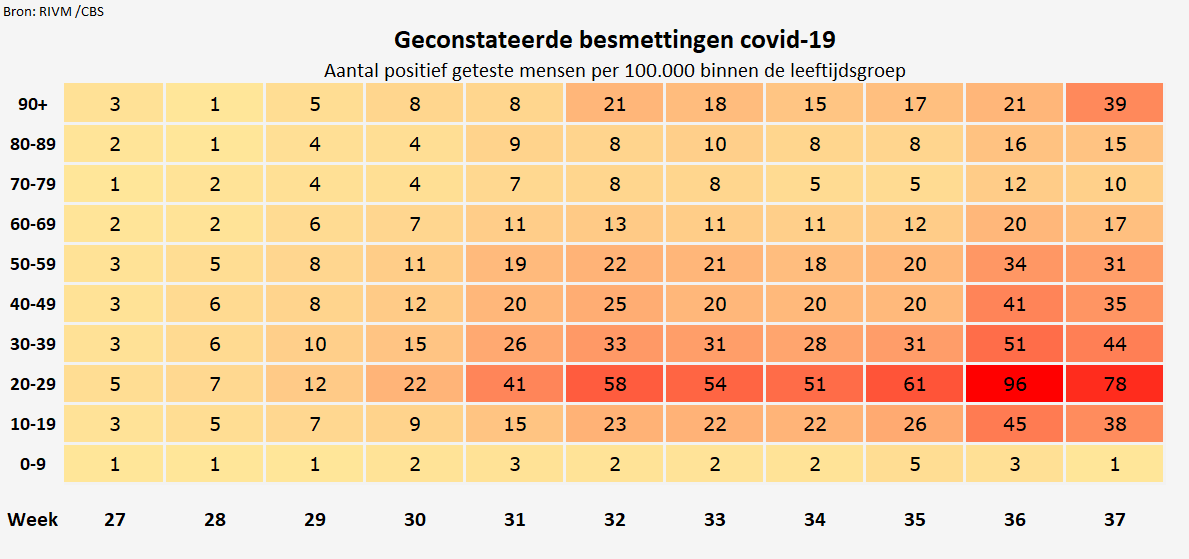 Bron: RIVM /CBS
Geconstateerde besmettingen covid-19
Aantal positief geteste mensen per 100.000 binnen de leeftijdsgroep
90+ 3 1 5 8 8 21 18 15 17 21 39
80-89 2 1 4 4 9 8 10 8 8 16 15
70-79 1 2 4 4 7 8 8 5 5 12 10
60-69 2 2 6 7 11 13 11 11 12 20 17
50-59 3 5 8 11 19 22 21 18 20 34 31
40-49 3 6 8 12 20 25 20 20 20 41 35
30-39 3 6 10 15 26 33 31 28 31 51 44
20-29 5 7 12 22 41 58 54 51 61 96 78
10-19 3 5 7 9 15 23 22 22 26 45 38
0-9 1 1 1 2 3 2 2 2 5 3 1
Week 27 28 29 30 31 32 33 34 35 36 37